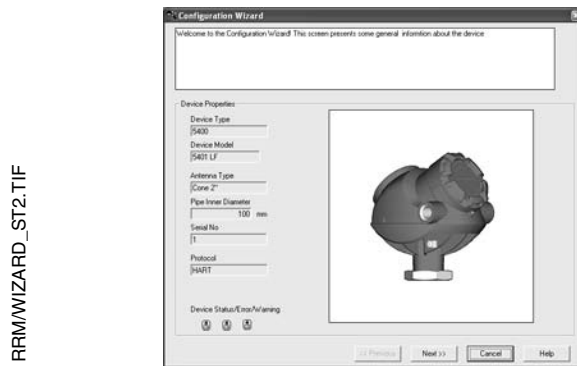 RRM/WIZARD_ST2.TIF
Configuration Wizard
Welcome to the Configuration Wizard! This screen presents some general informtion about the device
Device Properties
Device Type
5400
Device Model
5401 LF
Antenna Type
Cone 2"
Pipe Inner Diameter
100 mm
Serial No
1
Protocol
HART
Device Status/Error/Warning
<< Previous
Next >>
Cancel
Help